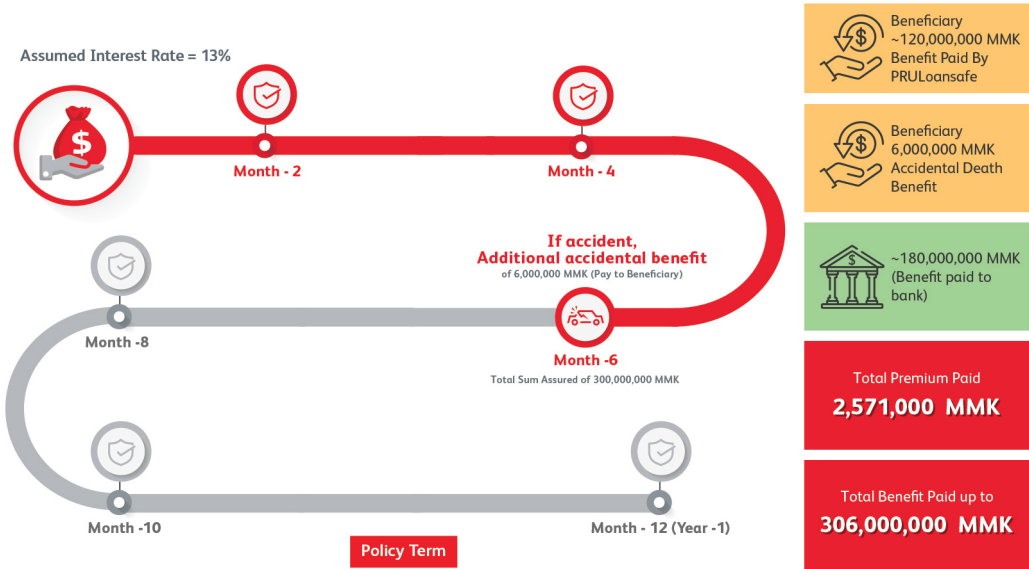 Assumed Interest Rate = 13%
$
Month - 2
Month - 4
If accident,
Additional accidental benefit
of 6,000,000 MMK (Pay to Beneficiary)
Month -6
Total Sum Assured of 300,000,000 MMK
Month -8
Month -10
Month - 12 (Year -1)
Policy Term
$
Beneficiary
~120,000,000 MMK
Benefit Paid By
PRULoansafe
$
Beneficiary
6,000,000 MMK
Accidental Death
Benefit
$
~180,000,000 MMK
(Benefit paid to
bank)
Total Premium Paid
2,571,000 MMK
Total Benefit Paid up to
306,000,000 MMK